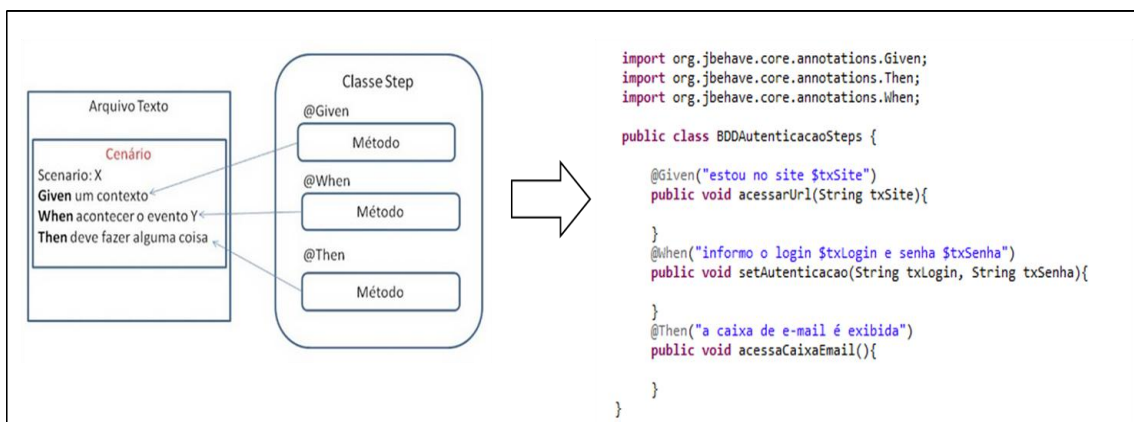 Arquivo Texto
Cenário
Scenario: X
Given um contexto
When acontecer o evento Y
Then deve fazer alguma coisa
Classe Step
@Given
Método
@When
Método
@Then
Método
import org.jbehave.core.annotations.Given;
import org.jbehave.core.annotations.Then;
import org.jbehave.core.annotations.When;
public class BDDAutenticacaoSteps {
@Given("estou no site $txSite")
public void acessarUrl(String txSite){
}
@When("informo o login $txLogin e senha $txSenha")
public void setAutenticacao(String txLogin, String txSenha){
}
@Then("a caixa de e-mail é exibida")
public void acessaCaixaEmail(){
}
}